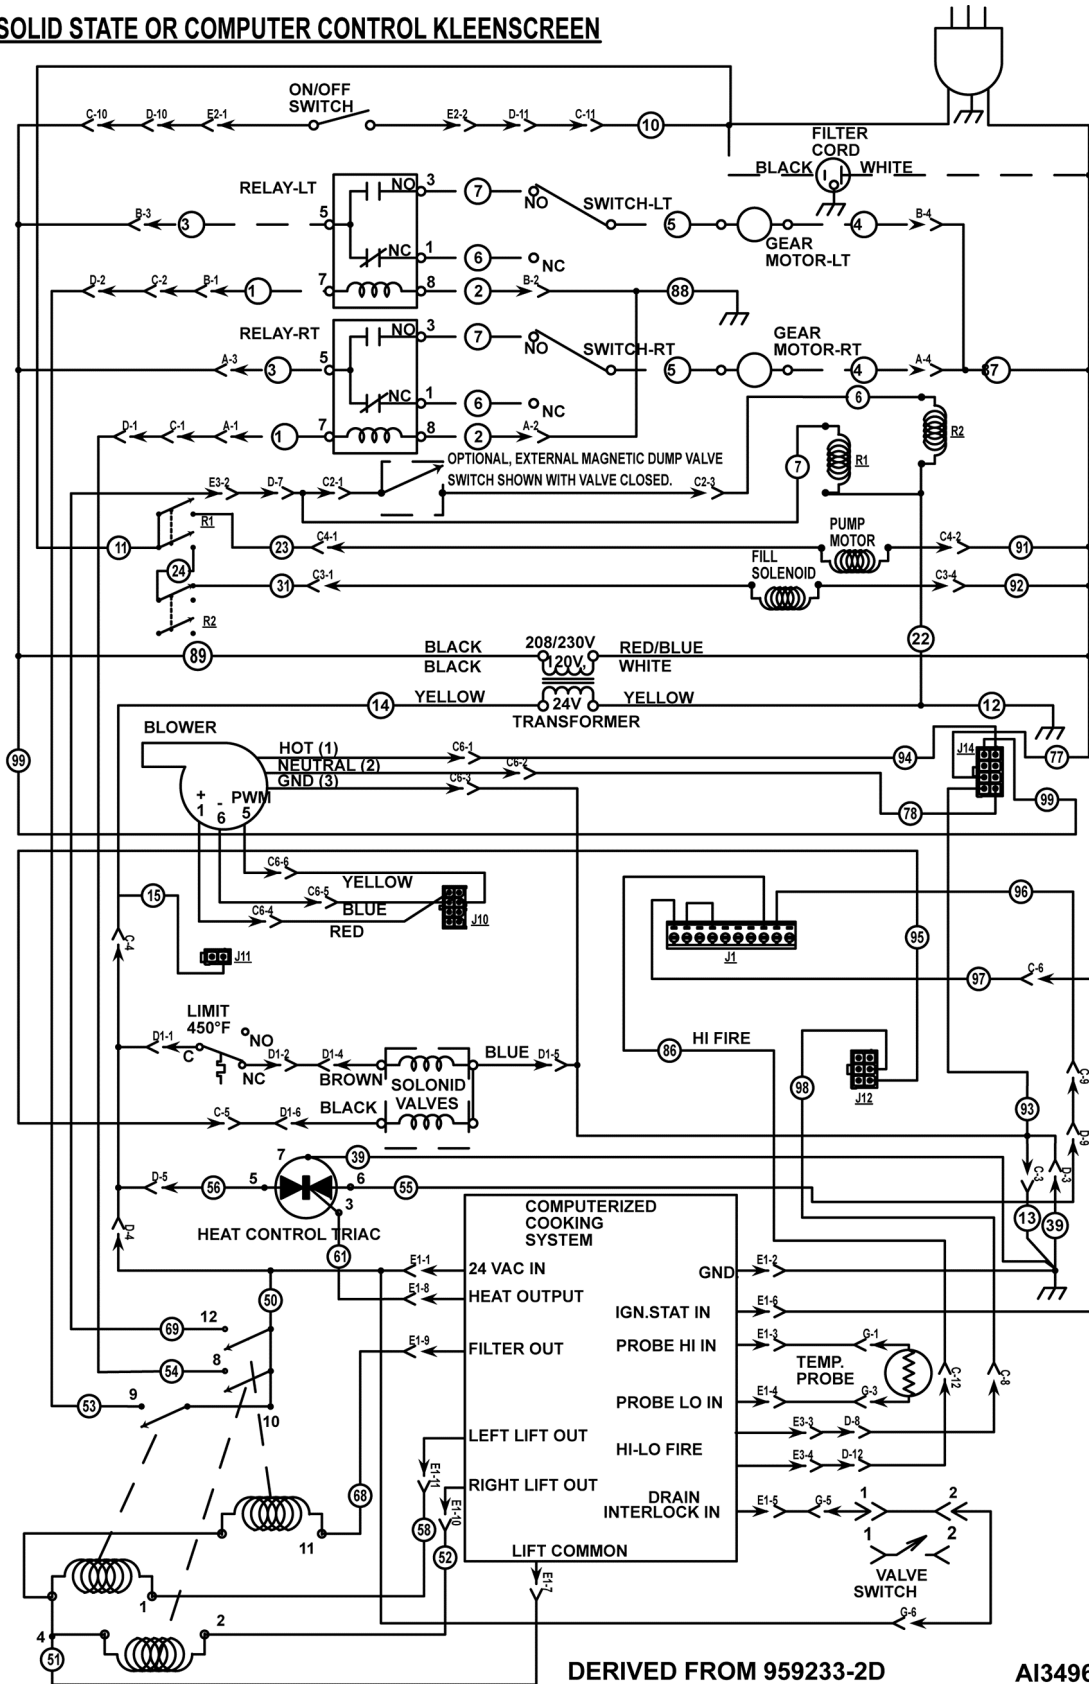 SOLID STATE OR COMPUTER CONTROL KLEENSCREEN
ON/OFF
SWITCH
C-10 D-10 E2-1 E2-2 D-11 C-11 10
FILTER
CORD
BLACK WHITE
RELAY-LT NO 3 7 NO SWITCH-LT
B-3 3 5 5 4 B-4
GEAR
MOTOR-LT
NC 1 6 NC
D-2 C-2 B-1 1 7 8 2 B-2 88
RELAY-RT NO 3 7 NO SWITCH-RT
GEAR
MOTOR-RT
A-3 3 5 5 4 A-4 37
NC 1 6 NC 6
D-1 C-1 A-1 1 7 8 2 A-2 R2
OPTIONAL, EXTERNAL MAGNETIC DUMP VALVE
SWITCH SHOWN WITH VALVE CLOSED.
7 R1
E3-2 D-7 C2-1 C2-3
R1
PUMP
MOTOR
11 23 C4-1 C4-2 91
FILL
SOLENOID
24 31 C3-1 C3-4 92
R2 22
89 BLACK 208/230V RED/BLUE
BLACK 120V, WHITE
14 YELLOW 24V YELLOW 12
TRANSFORMER
BLOWER
99 HOT (1) C6-1 94 J14 77
NEUTRAL (2) C6-2
GND (3) C6-3
+ - PWM
1 6 5 78 99
C6-6
YELLOW
15 C6-5 96
BLUE
C6-4 J10
RED
C-4 95
J11 J1
97 C-6
LIMIT
450°F
NO
D1-1 C D1-2 D1-4 BLUE D1-5
NC BROWN SOLONID
VALVES
86 HI FIRE
98 J12 C-9
BLACK
C-5 D1-6 93 D-9
7 39 C-3 D-3
D-5 56 5 6 55
3 13 39
D-4 HEAT CONTROL TRIAC
COMPUTERIZED
COOKING
SYSTEM
61
E1-1 24 VAC IN GND E1-2
E1-8 HEAT OUTPUT
50 IGN.STAT IN E1-6
69 12
E1-9 FILTER OUT PROBE HI IN E1-3 G-1
54 8 TEMP.
PROBE
C-12 C-8
53 9 10 PROBE LO IN E1-4 G-3
LEFT LIFT OUT E3-3 D-8
HI-LO FIRE
E1-11 E3-4 D-12
RIGHT LIFT OUT
68 E1-10
DRAIN
INTERLOCK IN E1-5 G-5 1 2
11 58 52 1 2
LIFT COMMON
VALVE
SWITCH
E1-7
1 G-6
4 2
51
DERIVED FROM 959233-2D AI3496